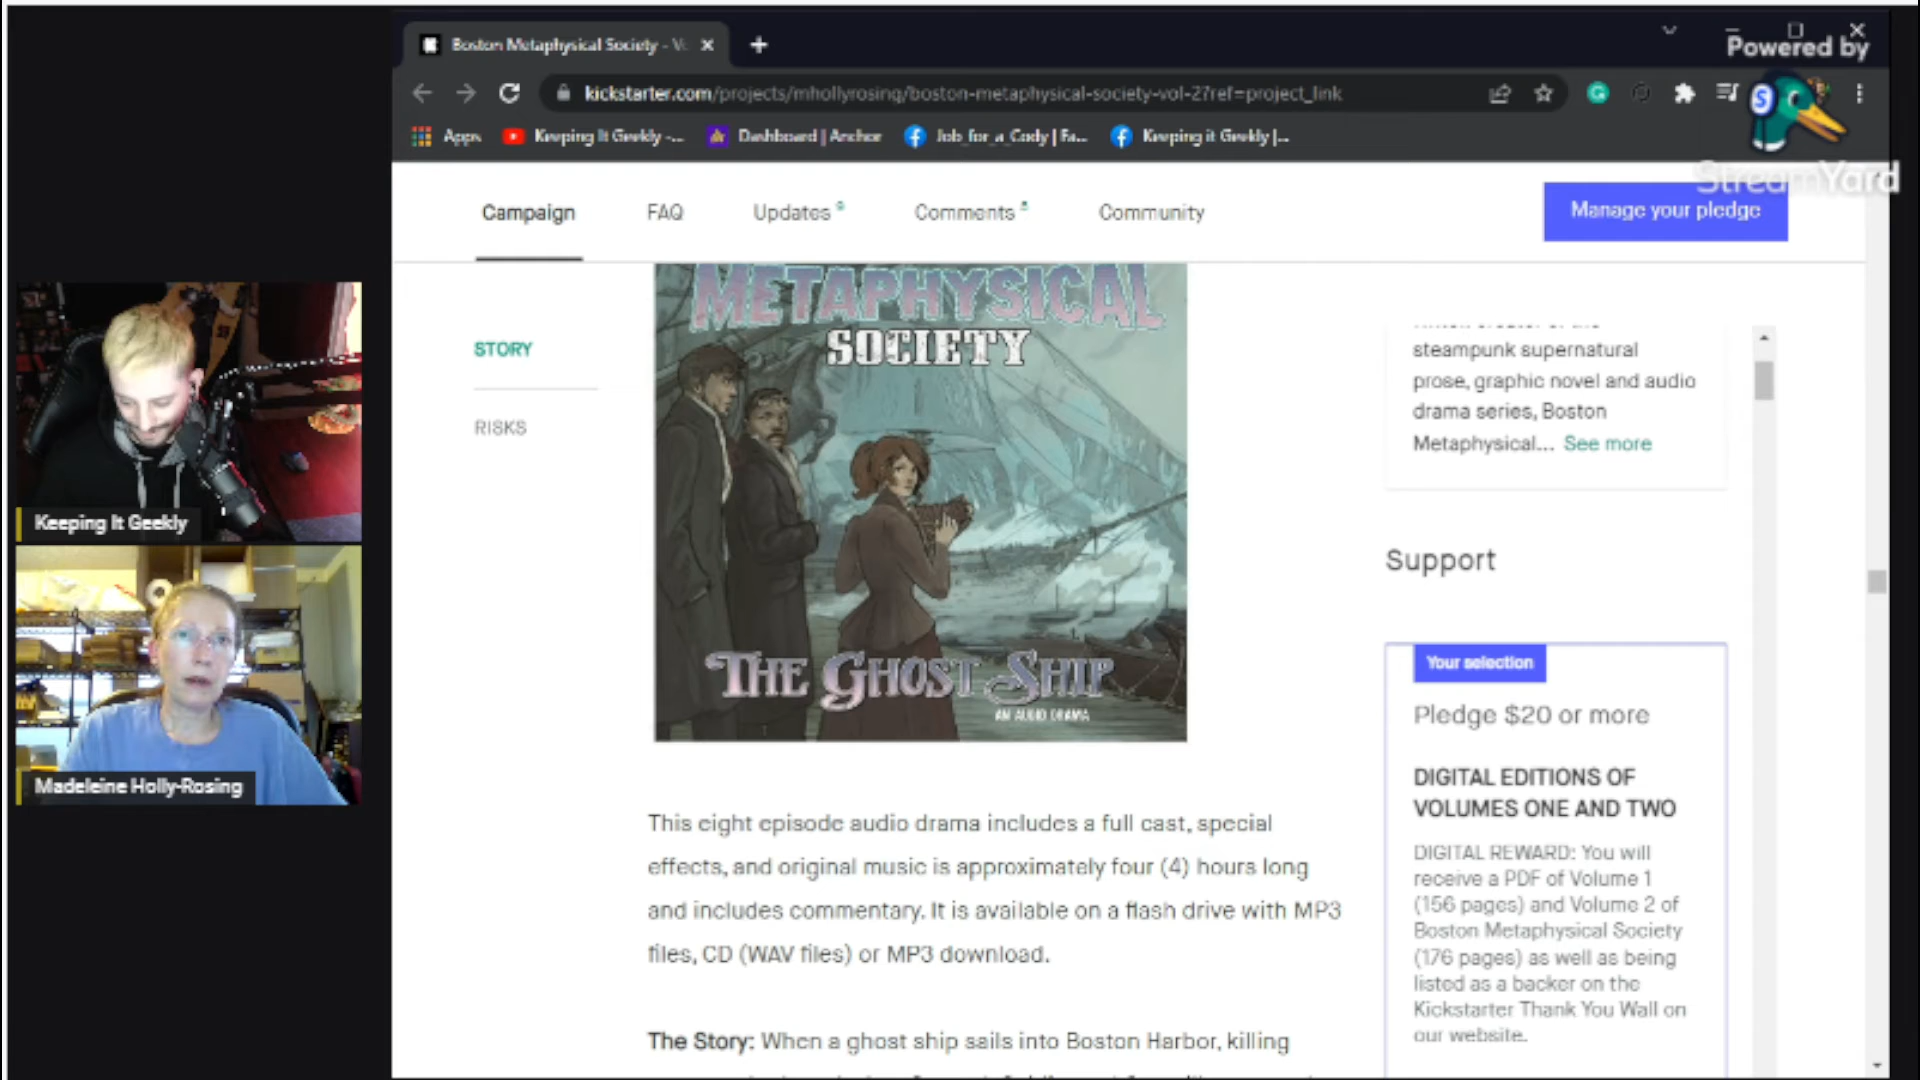 Boston Metaphysical Society - Vo
Powered by
kickstarter.com/projects/mhollyrosing/boston-metaphysical-society-vol-2?ref=project_link
Apps
Keeping It Geekly -...
Dashboard | Anchor
Job_for_a_Cody | Fa...
Keeping it Geekly |...
StreamYard
Campaign
FAQ
Updates
Comments
Community
Manage your pledge
STORY
RISKS
METAPHYSICAL
SOCIETY
THE GHOST SHIP
AN AUDIO DRAMA
steampunk supernatural
prose, graphic novel and audio
drama series, Boston
Metaphysical... See more
Support
Keeping It Geekly
Madeleine Holly-Rosing
Your selection
Pledge $20 or more
DIGITAL EDITIONS OF
VOLUMES ONE AND TWO
DIGITAL REWARD: You will
receive a PDF of Volume 1
(156 pages) and Volume 2 of
Boston Metaphysical Society
(176 pages) as well as being
listed as a backer on the
Kickstarter Thank You Wall on
our website.
This eight episode audio drama includes a full cast, special
effects, and original music is approximately four (4) hours long
and includes commentary. It is available on a flash drive with MP3
files, CD (WAV files) or MP3 download.
The Story: When a ghost ship sails into Boston Harbor, killing